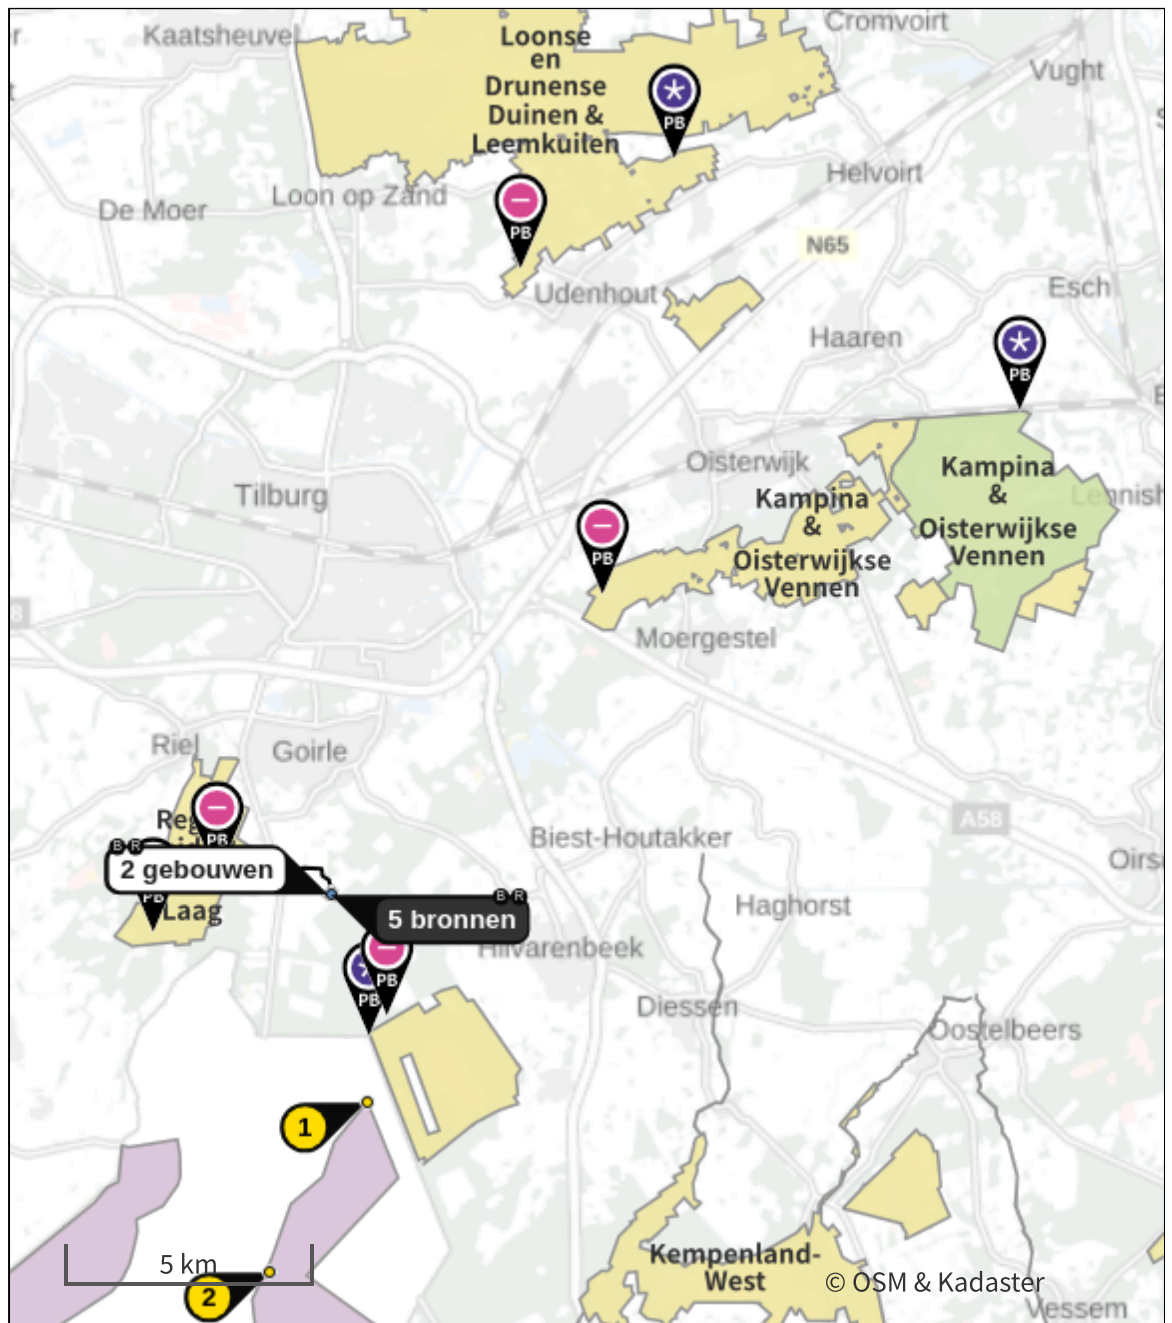 Kaatsheuvel
Cromvoirt
Loonse
en
Drunense
Duinen &
Leemkuilen
Vught
PB
Helvoirt
Loon op Zand
De Moer
PB
N65
Udenhout
Esch
Haaren
PB
Oisterwijk
Kampina
&
Oisterwijkse
Vennen
Kampina
&
Oisterwijkse
Vennen
Tilburg
PB
Moergestel
Riel
Goirle
PB
A58
Biest-Houtakker
B R
2 gebouwen
PB
Laag
B R
5 bronnen
Haghorst
Hilvarenbeek
PB
PB
Diessen
Oostelbeers
1
5 km
2
Kempenland-
West
© OSM & Kadaster
Vessem